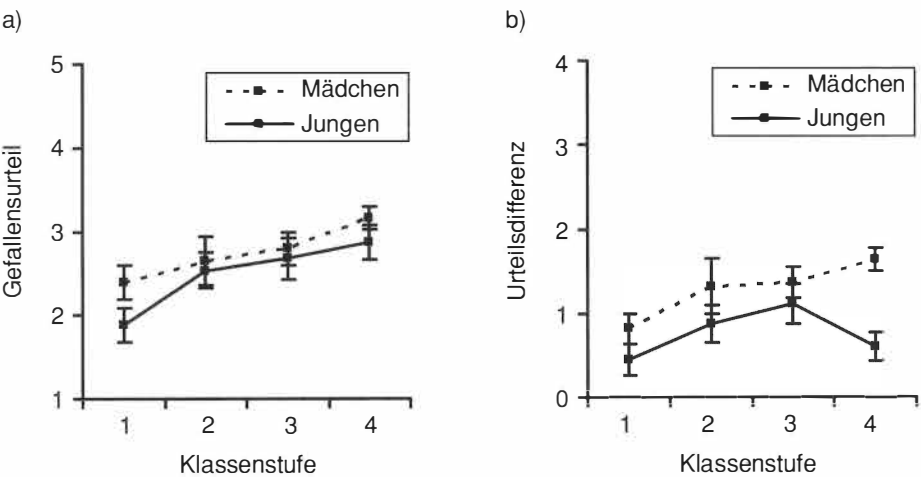 a)
5
4
3
2
1
Gefallensurteil
Mädchen
Jungen
1 2 3 4
Klassenstufe
b)
4
3
2
1
0
Urteilsdifferenz
Mädchen
Jungen
1 2 3 4
Klassenstufe